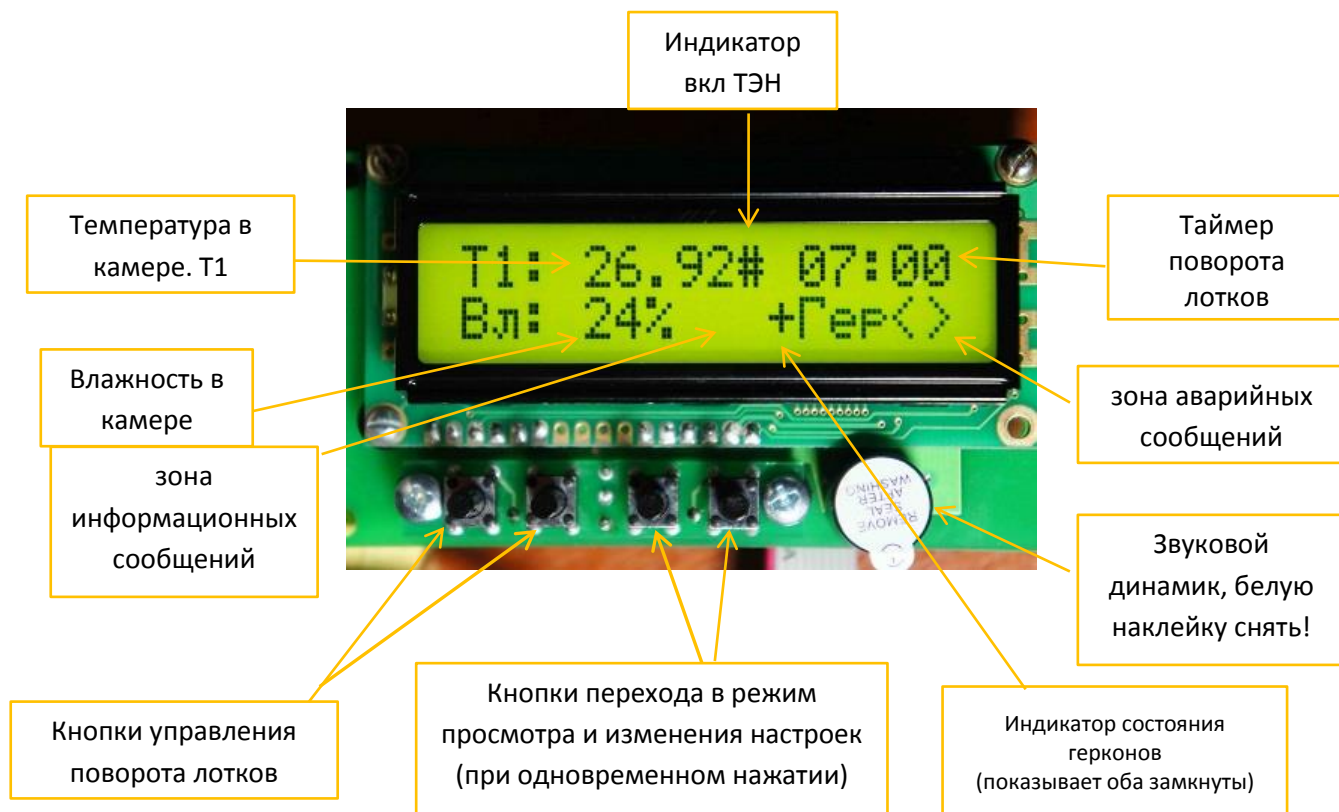 Индикатор
вкл ТЭН
Температура в
камере. Т1
Таймер
поворота
лотков
Т1: 26.92# 07:00
Вл: 24% +Гер<>
Влажность в
камере
зона аварийных
сообщений
зона
информационных
сообщений
REMOVE
SEAL
AFTER
WASHING
Звуковой
динамик, белую
наклейку снять!
Кнопки управления
поворота лотков
Кнопки перехода в режим
просмотра и изменения настроек
(при одновременном нажатии)
Индикатор состояния
герконов
(показывает оба замкнуты)